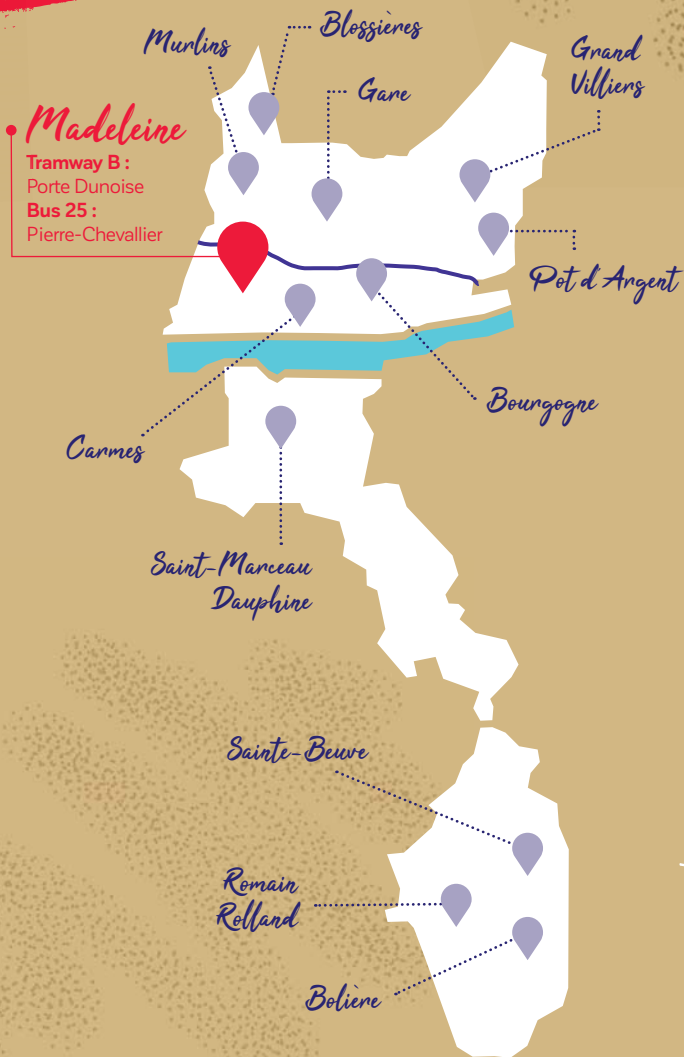 Blossières
Murlins
Grand
Villiers
Gare
Madeleine
Tramway B :
Porte Dunoise
Bus 25 :
Pierre-Chevallier
Pot d'Argent
Bourgogne
Carmes
Saint-Marceau
Dauphine
Sainte-Beuve
Romain
Rolland
Bolière